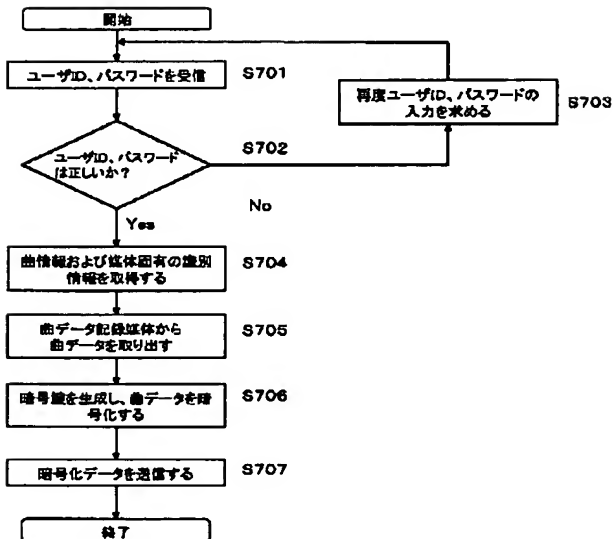 開始
ユーザID、パスワードを受信
S701
再度ユーザID、パスワードの
入力を求める
S703
ユーザID、パスワード
は正しいか？
S702
No
Yes
曲情報および媒体固有の識別
情報を取得する
S704
曲データ記録媒体から
曲データを取り出す
S705
暗号鍵を生成し、曲データを暗
号化する
S706
暗号化データを送信する
S707
終了